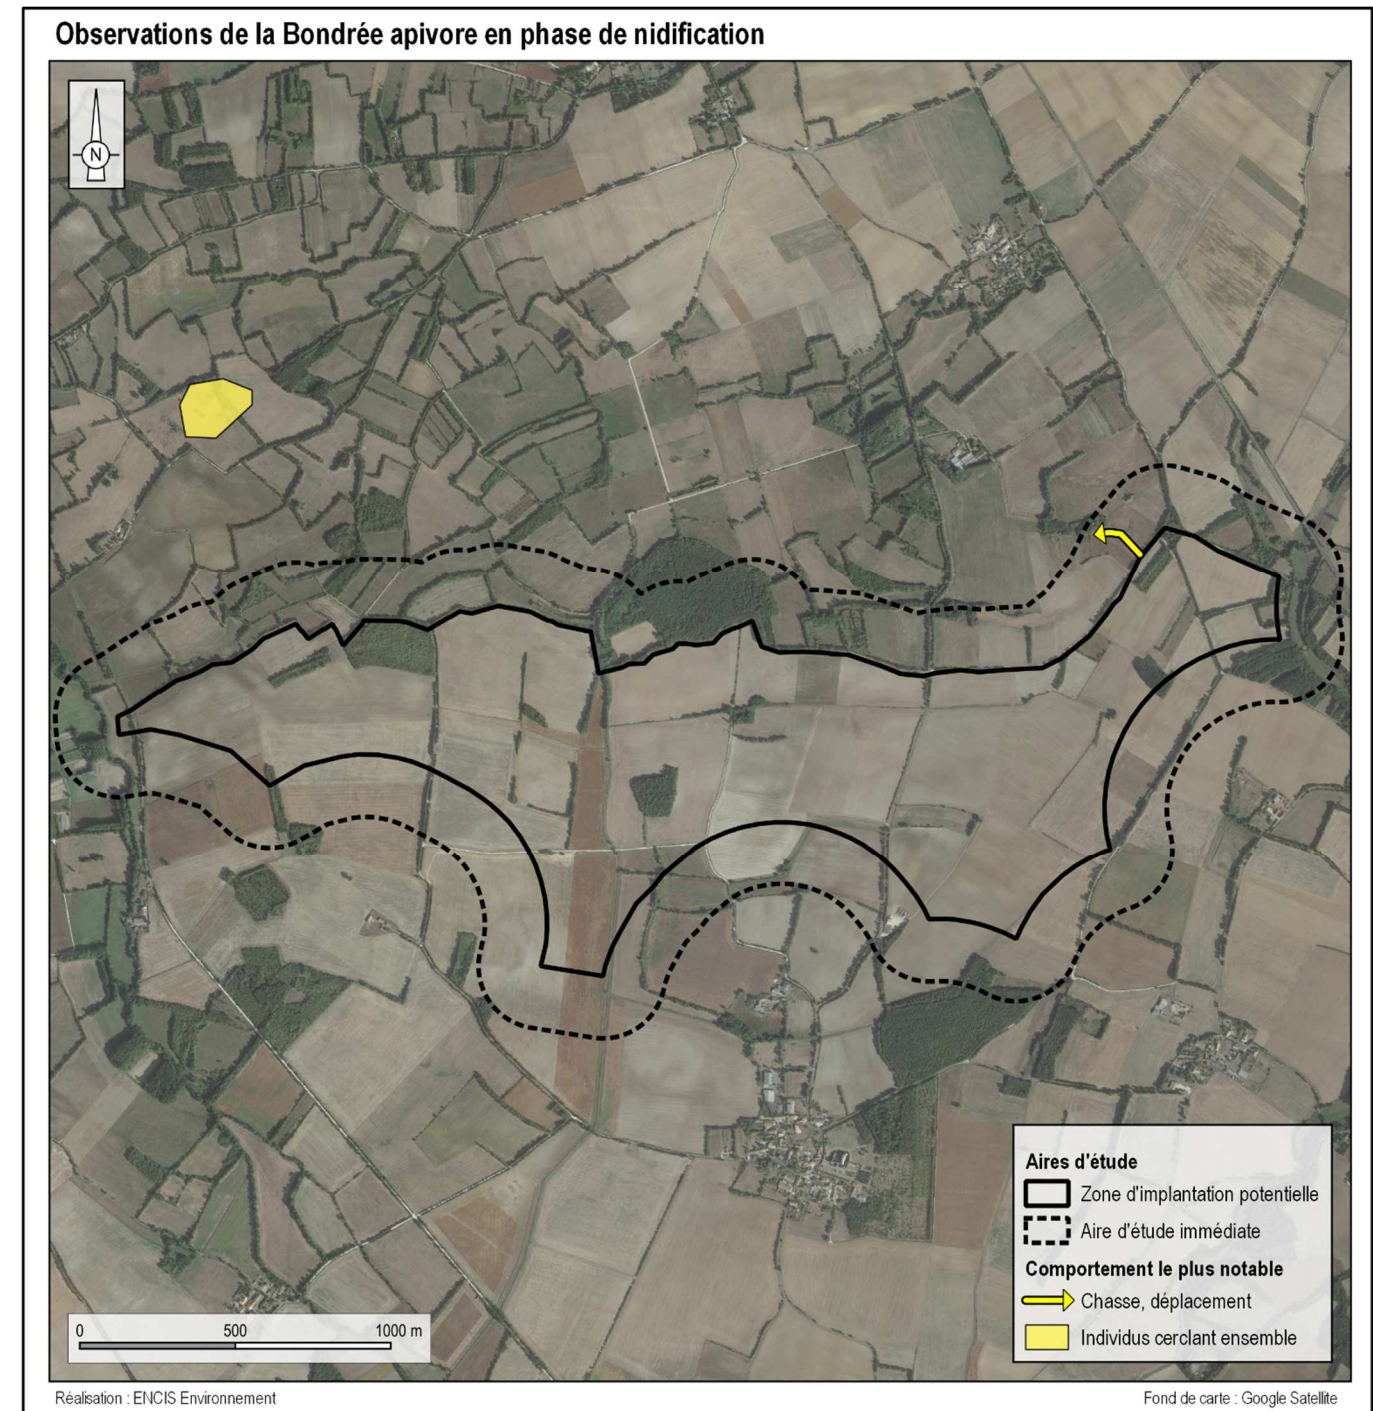 Observations de la Bondrée apivore en phase de nidification
N
Aires d'étude
Zone d'implantation potentielle
Aire d'étude immédiate
Comportement le plus notable
Chasse, déplacement
Individus cerclant ensemble
0 500 1000 m
Réalisation : ENCIS Environnement
Fond de carte : Google Satellite